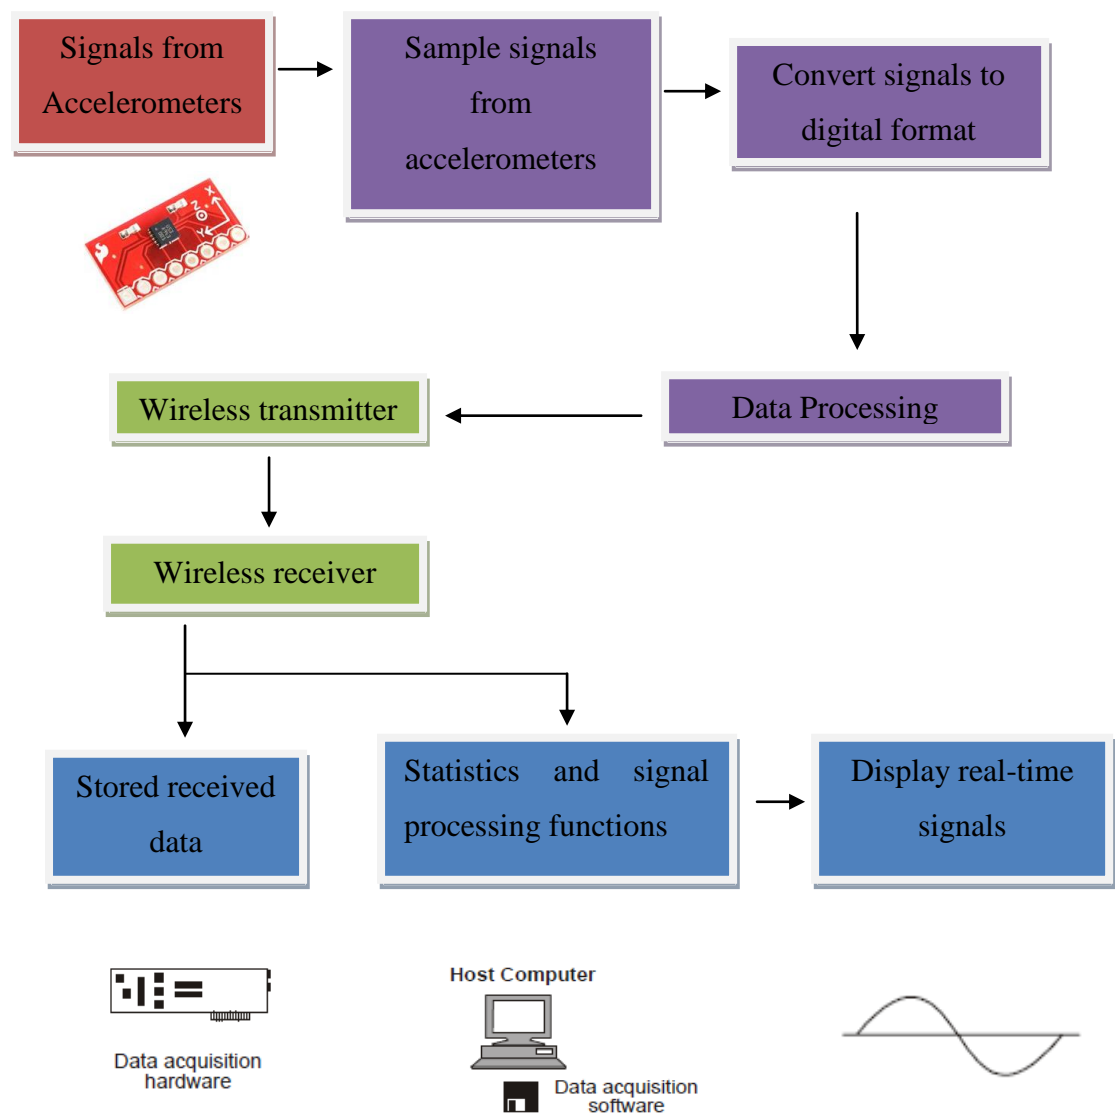 Signals from
Accelerometers
Sample signals
from
accelerometers
Convert signals to
digital format
X
Z
Y
Wireless transmitter
Data Processing
Wireless receiver
Stored received
data
Statistics and signal
processing functions
Display real-time
signals
Host Computer
Data acquisition
hardware
Data acquisition
software